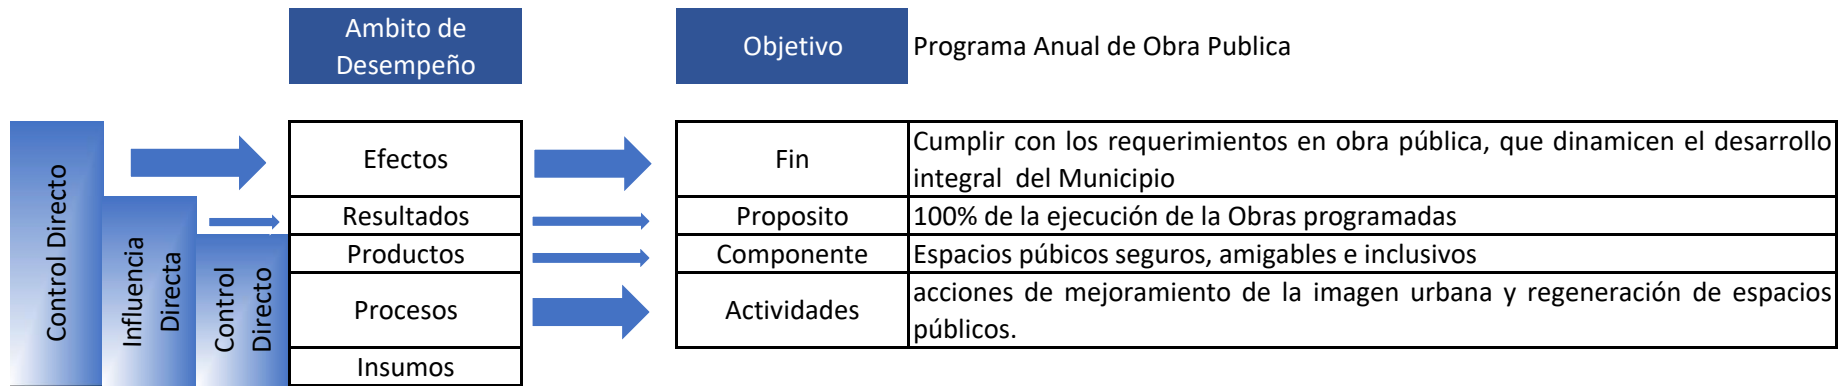 Ambito de
Desempeño
Objetivo
Programa Anual de Obra Publica
Control Directo
Influencia
Directa
Control
Directo
Efectos
Fin
Cumplir con los requerimientos en obra pública, que dinamicen el desarrollo
integral del Municipio
Resultados
Proposito
100% de la ejecución de la Obras programadas
Productos
Componente
Espacios púbicos seguros, amigables e inclusivos
Procesos
Actividades
acciones de mejoramiento de la imagen urbana y regeneración de espacios
públicos.
Insumos